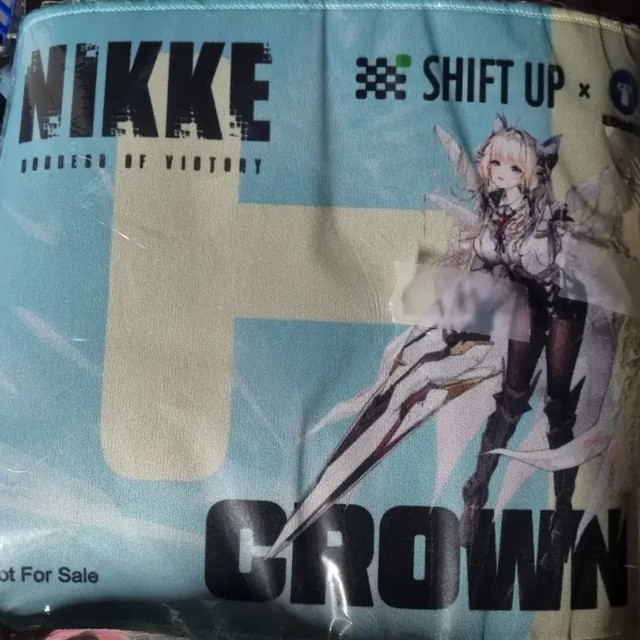 NIKKE
GODDESS OF VICTORY
SHIFT UP x
ot For Sale
CROWN